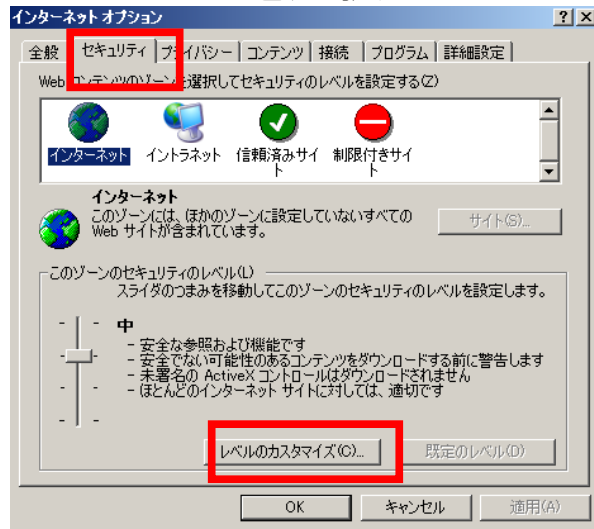 インターネット オプション
全般 セキュリティ プライバシー コンテンツ 接続 プログラム 詳細設定
Web コンテンツのゾーンを選択してセキュリティのレベルを設定する(Z)
インターネット イントラネット 信頼済みサイト 制限付きサイト
インターネット
このゾーンには、ほかのゾーンに設定していないすべての
Web サイトが含まれています。
サイト(S)...
このゾーンのセキュリティのレベル(L)
スライダのつまみを移動してこのゾーンのセキュリティのレベルを設定します。
中
- 安全な参照および機能です
- 安全でない可能性のあるコンテンツをダウンロードする前に警告します
- 未署名の ActiveX コントロールはダウンロードされません
- ほとんどのインターネット サイトに対しては、適切です
レベルのカスタマイズ(C)... 既定のレベル(D)
OK キャンセル 適用(A)